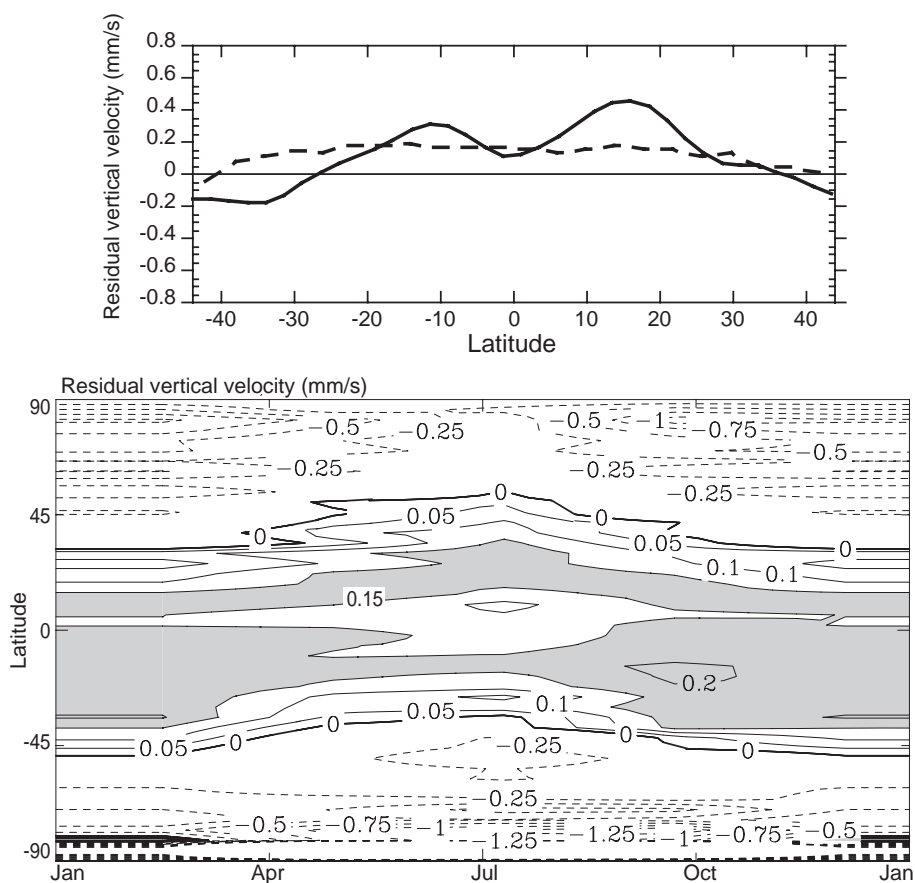 Residual vertical velocity (mm/s)
0.8
0.6
0.4
0.2
0
-0.2
-0.4
-0.6
-0.8
-40 -30 -20 -10 0 10 20 30 40
Latitude
Residual vertical velocity (mm/s)
Latitude
90
45
0
-45
-90
−0.5 −0.25 −0.5 −1 −0.75
−0.5
−0.25 −0.25
−0.25
0
0.05 0
0 0.05 0
0.1 0.1
0.15
0.2
0.05 0.1
0.05 0 0 0
−0.25
−0.25
−0.5 −0.75 −1 −1.25 −1.25 −1 −0.75 −0.5
Jan Apr Jul Oct Jan